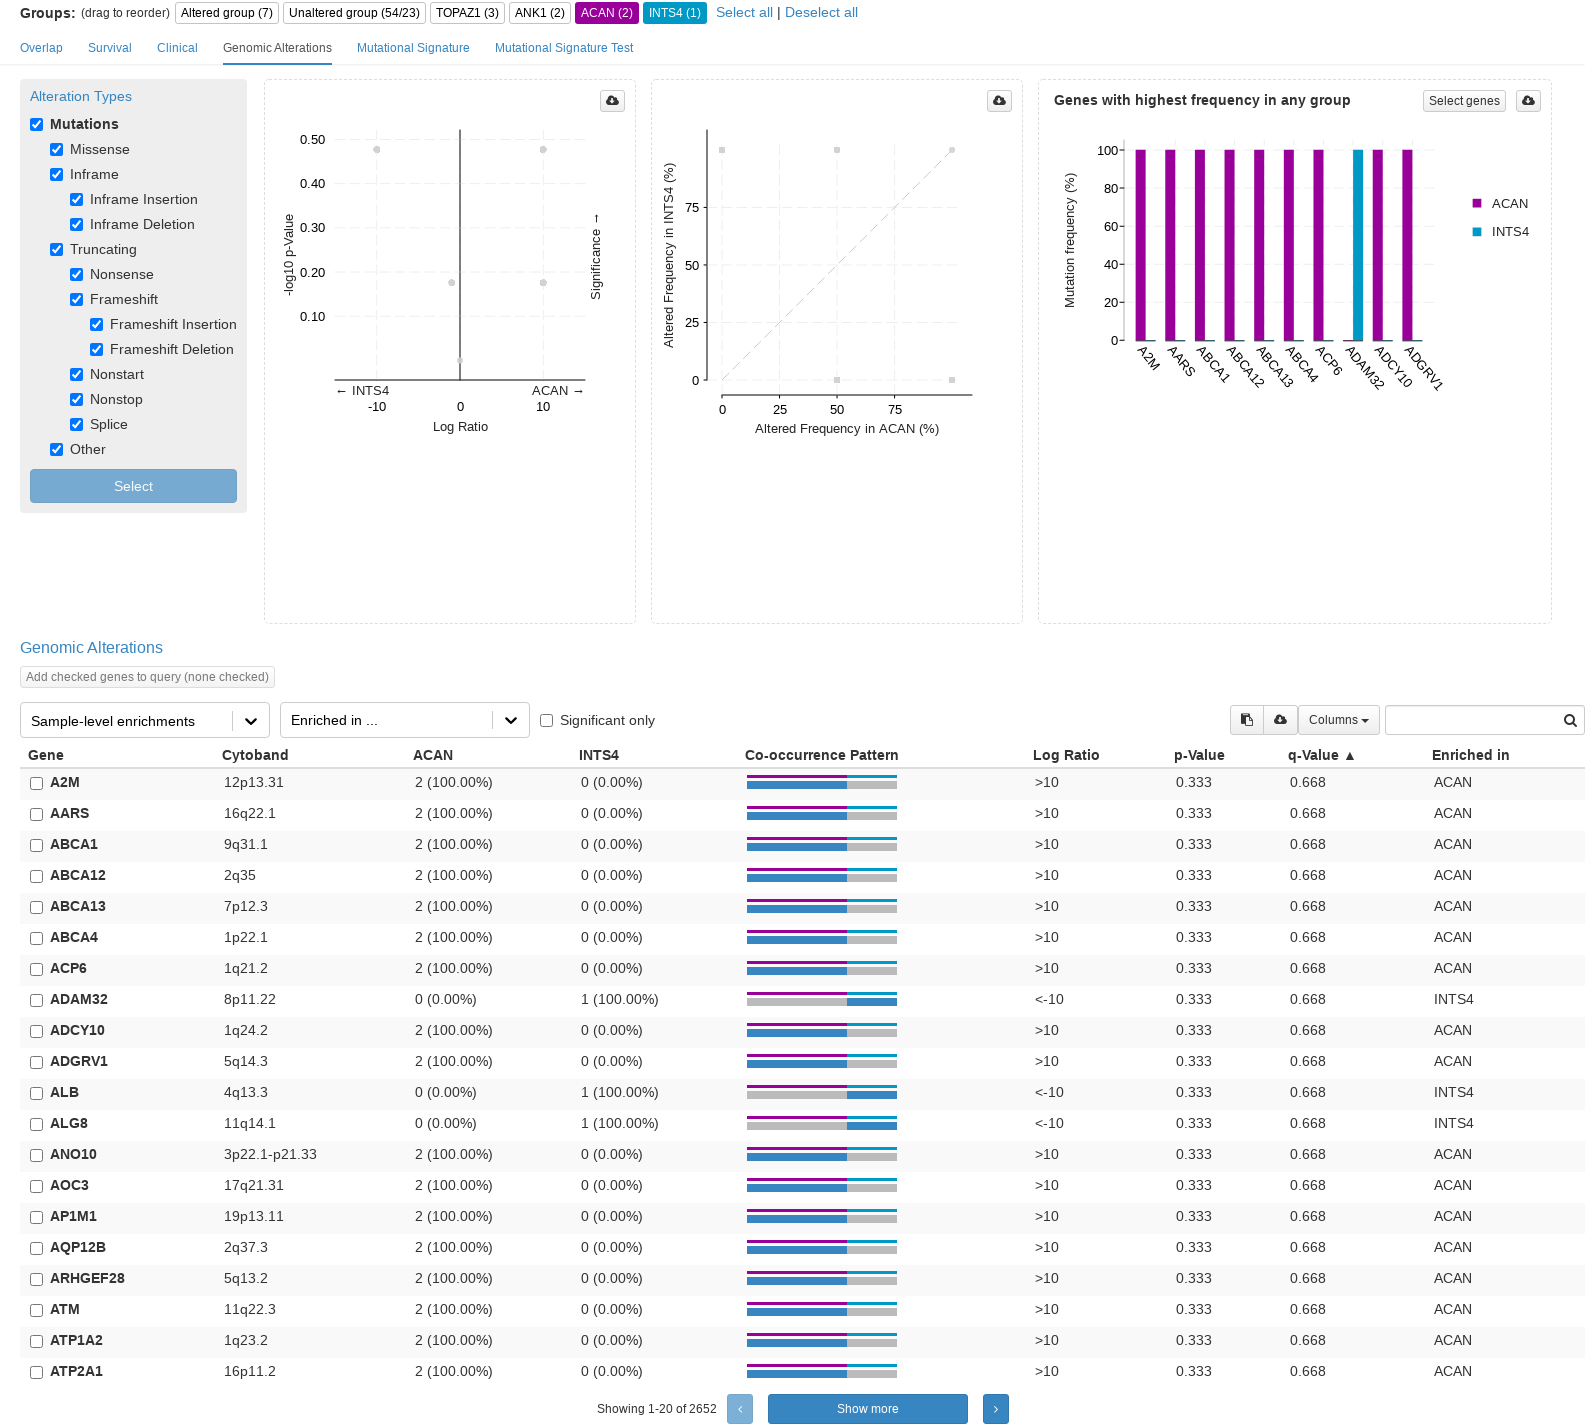 Groups: (drag to reorder) Altered group (7) Unaltered group (54/23) TOPAZ1 (3) ANK1 (2) ACAN (2) INTS4 (1) Select all | Deselect all
Overlap Survival Clinical Genomic Alterations Mutational Signature Mutational Signature Test
Alteration Types
Mutations
Missense
Inframe
Inframe Insertion
Inframe Deletion
Truncating
Nonsense
Frameshift
Frameshift Insertion
Frameshift Deletion
Nonstart
Nonstop
Splice
Other
Select
0.50
0.40
0.30
0.20
0.10
-log10 p-Value
Significance →
← INTS4 ACAN →
-10 0 10
Log Ratio
Altered Frequency in INTS4 (%)
75
50
25
0
0 25 50 75
Altered Frequency in ACAN (%)
Genes with highest frequency in any group Select genes
Mutation frequency (%)
100
80
60
40
20
0
A2M AARS ABCA1 ABCA12 ABCA13 ABCA4 ACP6 ADAM32 ADCY10 ADGRV1
ACAN
INTS4
Genomic Alterations
Add checked genes to query (none checked)
Sample-level enrichments Enriched in ... Significant only Columns
Gene Cytoband ACAN INTS4 Co-occurrence Pattern Log Ratio p-Value q-Value ▲ Enriched in
A2M 12p13.31 2 (100.00%) 0 (0.00%) >10 0.333 0.668 ACAN
AARS 16q22.1 2 (100.00%) 0 (0.00%) >10 0.333 0.668 ACAN
ABCA1 9q31.1 2 (100.00%) 0 (0.00%) >10 0.333 0.668 ACAN
ABCA12 2q35 2 (100.00%) 0 (0.00%) >10 0.333 0.668 ACAN
ABCA13 7p12.3 2 (100.00%) 0 (0.00%) >10 0.333 0.668 ACAN
ABCA4 1p22.1 2 (100.00%) 0 (0.00%) >10 0.333 0.668 ACAN
ACP6 1q21.2 2 (100.00%) 0 (0.00%) >10 0.333 0.668 ACAN
ADAM32 8p11.22 0 (0.00%) 1 (100.00%) <-10 0.333 0.668 INTS4
ADCY10 1q24.2 2 (100.00%) 0 (0.00%) >10 0.333 0.668 ACAN
ADGRV1 5q14.3 2 (100.00%) 0 (0.00%) >10 0.333 0.668 ACAN
ALB 4q13.3 0 (0.00%) 1 (100.00%) <-10 0.333 0.668 INTS4
ALG8 11q14.1 0 (0.00%) 1 (100.00%) <-10 0.333 0.668 INTS4
ANO10 3p22.1-p21.33 2 (100.00%) 0 (0.00%) >10 0.333 0.668 ACAN
AOC3 17q21.31 2 (100.00%) 0 (0.00%) >10 0.333 0.668 ACAN
AP1M1 19p13.11 2 (100.00%) 0 (0.00%) >10 0.333 0.668 ACAN
AQP12B 2q37.3 2 (100.00%) 0 (0.00%) >10 0.333 0.668 ACAN
ARHGEF28 5q13.2 2 (100.00%) 0 (0.00%) >10 0.333 0.668 ACAN
ATM 11q22.3 2 (100.00%) 0 (0.00%) >10 0.333 0.668 ACAN
ATP1A2 1q23.2 2 (100.00%) 0 (0.00%) >10 0.333 0.668 ACAN
ATP2A1 16p11.2 2 (100.00%) 0 (0.00%) >10 0.333 0.668 ACAN
Showing 1-20 of 2652 ‹ Show more ›